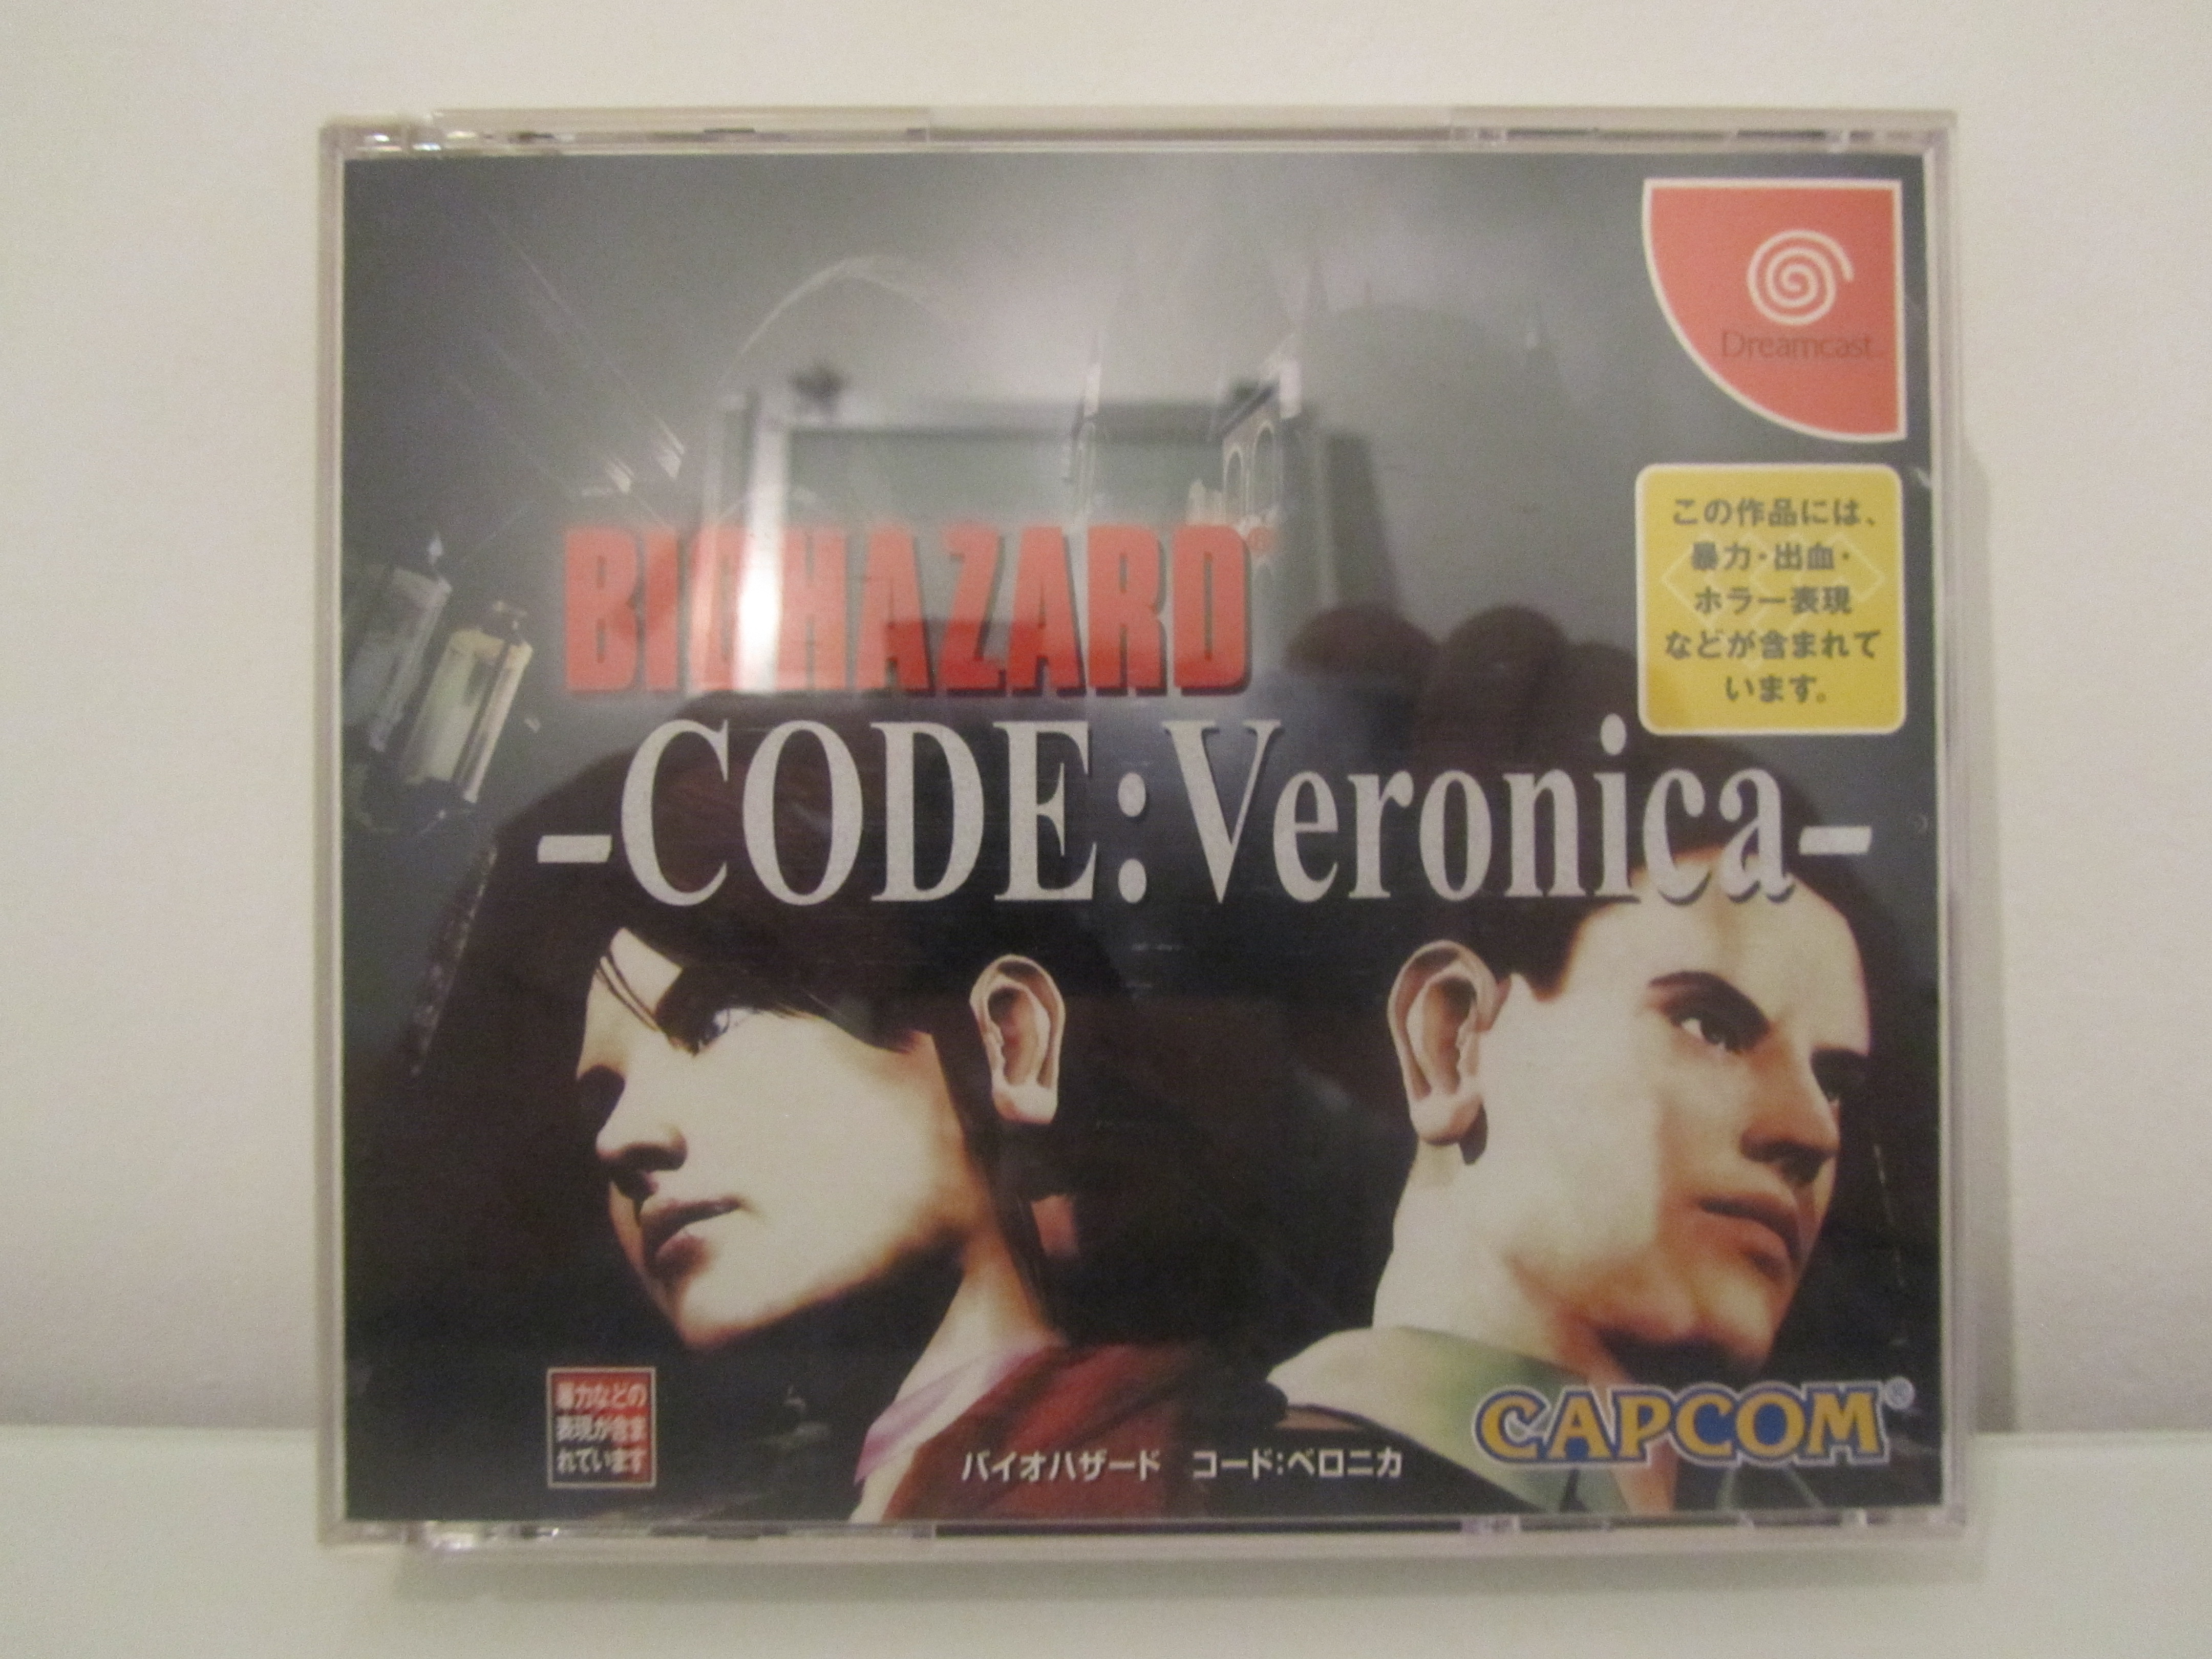 Dreamcast
この作品には、
暴力・出血・
ホラー表現
などが含まれて
います。
BIOHAZARD®
-CODE:Veronica-
暴力などの
表現が含ま
れています
バイオハザード コード:ベロニカ
CAPCOM®